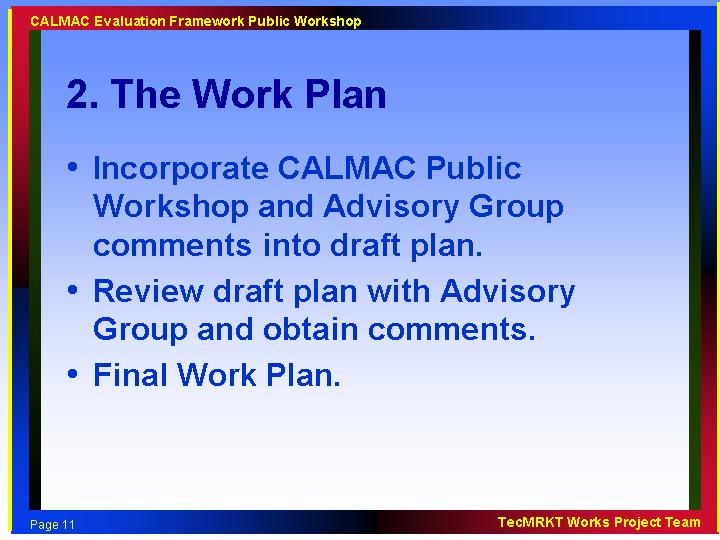 CALMAC Evaluation Framework Public Workshop
2. The Work Plan
• Incorporate CALMAC Public
Workshop and Advisory Group
comments into draft plan.
• Review draft plan with Advisory
Group and obtain comments.
• Final Work Plan.
Page 11
TecMRKT Works Project Team